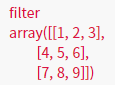 filter
array([[1, 2, 3],
[4, 5, 6],
[7, 8, 9]])